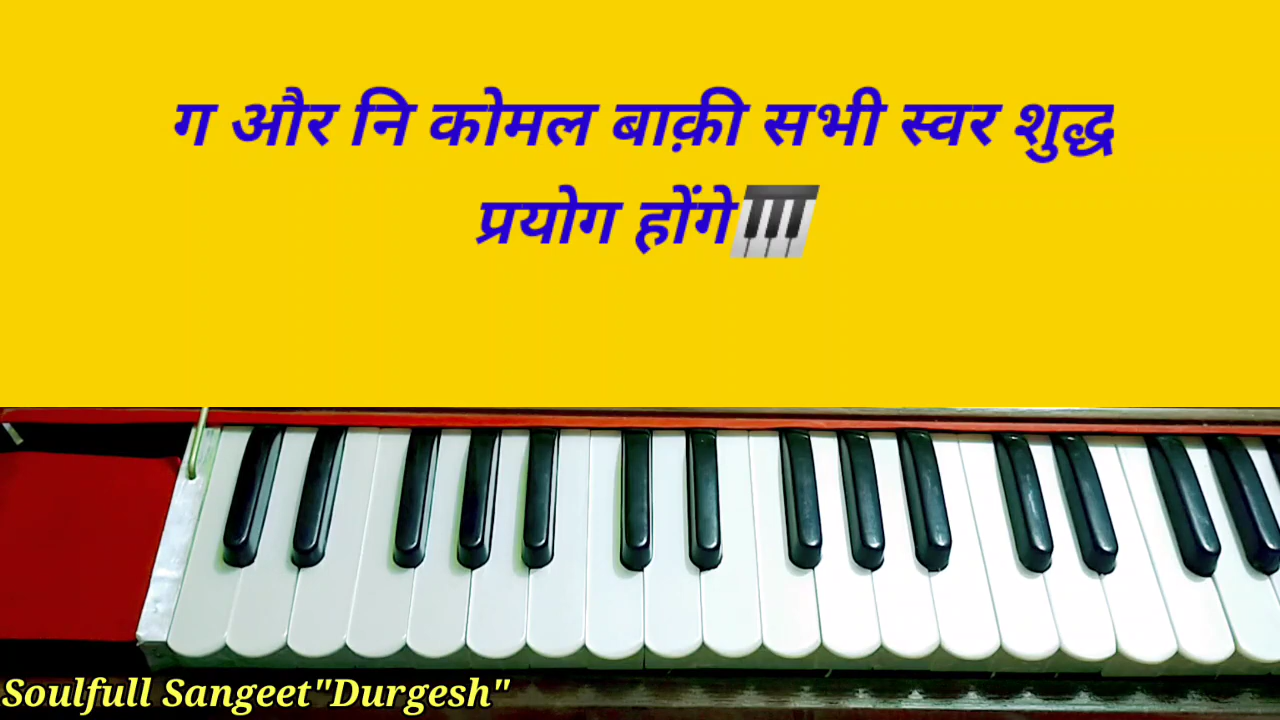 ग और नि कोमल बाक़ी सभी स्वर शुद्ध
प्रयोग होंगे🎹
Soulfull Sangeet"Durgesh"